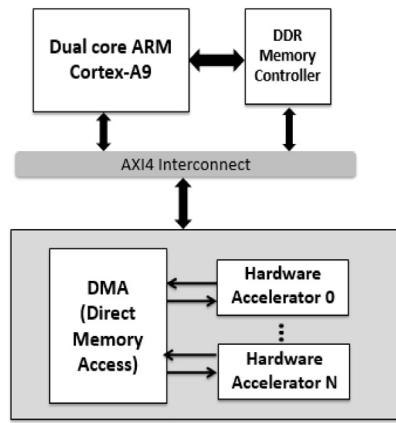 Dual core ARM
Cortex-A9
DDR
Memory
Controller
AXI4 Interconnect
DMA
(Direct
Memory
Access)
Hardware
Accelerator 0
Hardware
Accelerator N